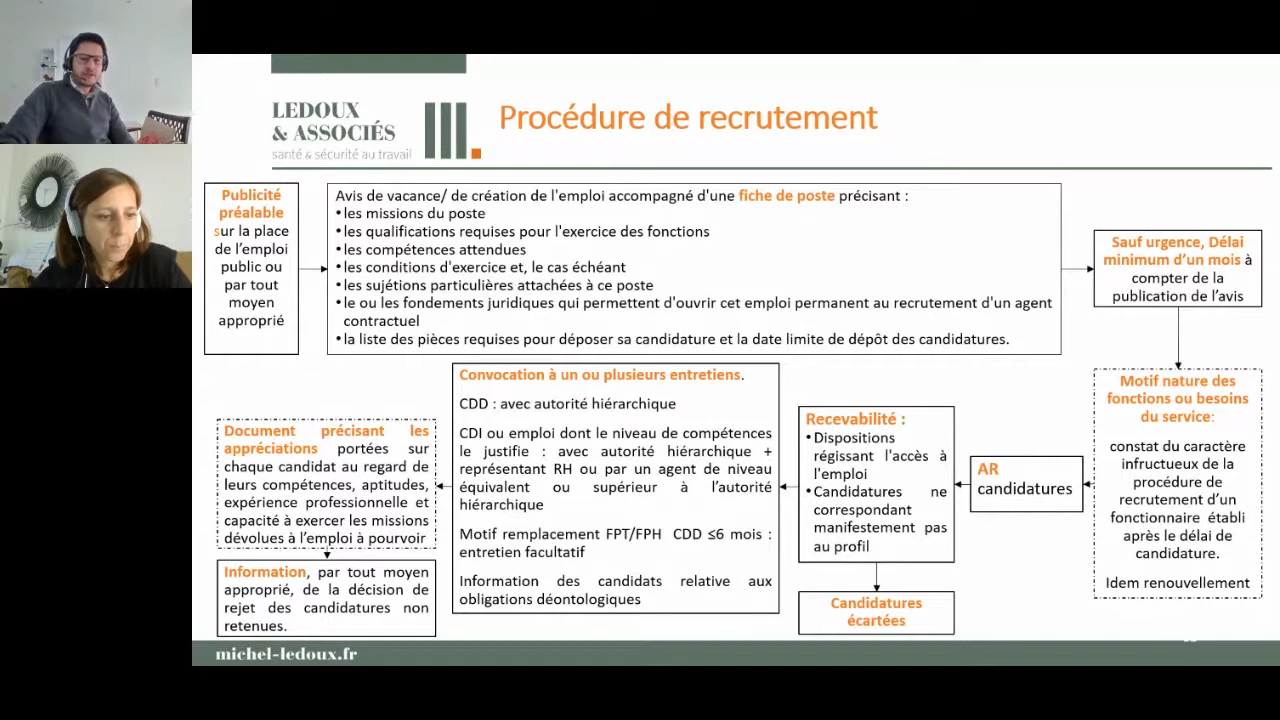 LEDOUX
& ASSOCIÉS
santé & sécurité au travail
Procédure de recrutement
Publicité
préalable
sur la place
de l'emploi
public ou
par tout
moyen
approprié
Avis de vacance/ de création de l'emploi accompagné d'une fiche de poste précisant :
•les missions du poste
•les qualifications requises pour l'exercice des fonctions
•les compétences attendues
•les conditions d'exercice et, le cas échéant
•les sujétions particulières attachées à ce poste
•le ou les fondements juridiques qui permettent d'ouvrir cet emploi permanent au recrutement d'un agent
contractuel
•la liste des pièces requises pour déposer sa candidature et la date limite de dépôt des candidatures.
Sauf urgence, Délai
minimum d'un mois à
compter de la
publication de l'avis
Motif nature des
fonctions ou besoins
du service:
constat du caractère
infructueux de la
procédure de
recrutement d'un
fonctionnaire établi
après le délai de
candidature.
Idem renouvellement
AR
candidatures
Recevabilité :
• Dispositions
régissant l'accès à
l'emploi
• Candidatures ne
correspondant
manifestement pas
au profil
Candidatures
écartées
Convocation à un ou plusieurs entretiens.
CDD : avec autorité hiérarchique
CDI ou emploi dont le niveau de compétences
le justifie : avec autorité hiérarchique +
représentant RH ou par un agent de niveau
équivalent ou supérieur à l'autorité
hiérarchique
Motif remplacement FPT/FPH CDD ≤6 mois :
entretien facultatif
Information des candidats relative aux
obligations déontologiques
Document précisant les
appréciations portées sur
chaque candidat au regard de
leurs compétences, aptitudes,
expérience professionnelle et
capacité à exercer les missions
dévolues à l'emploi à pourvoir
Information, par tout moyen
approprié, de la décision de
rejet des candidatures non
retenues.
michel-ledoux.fr